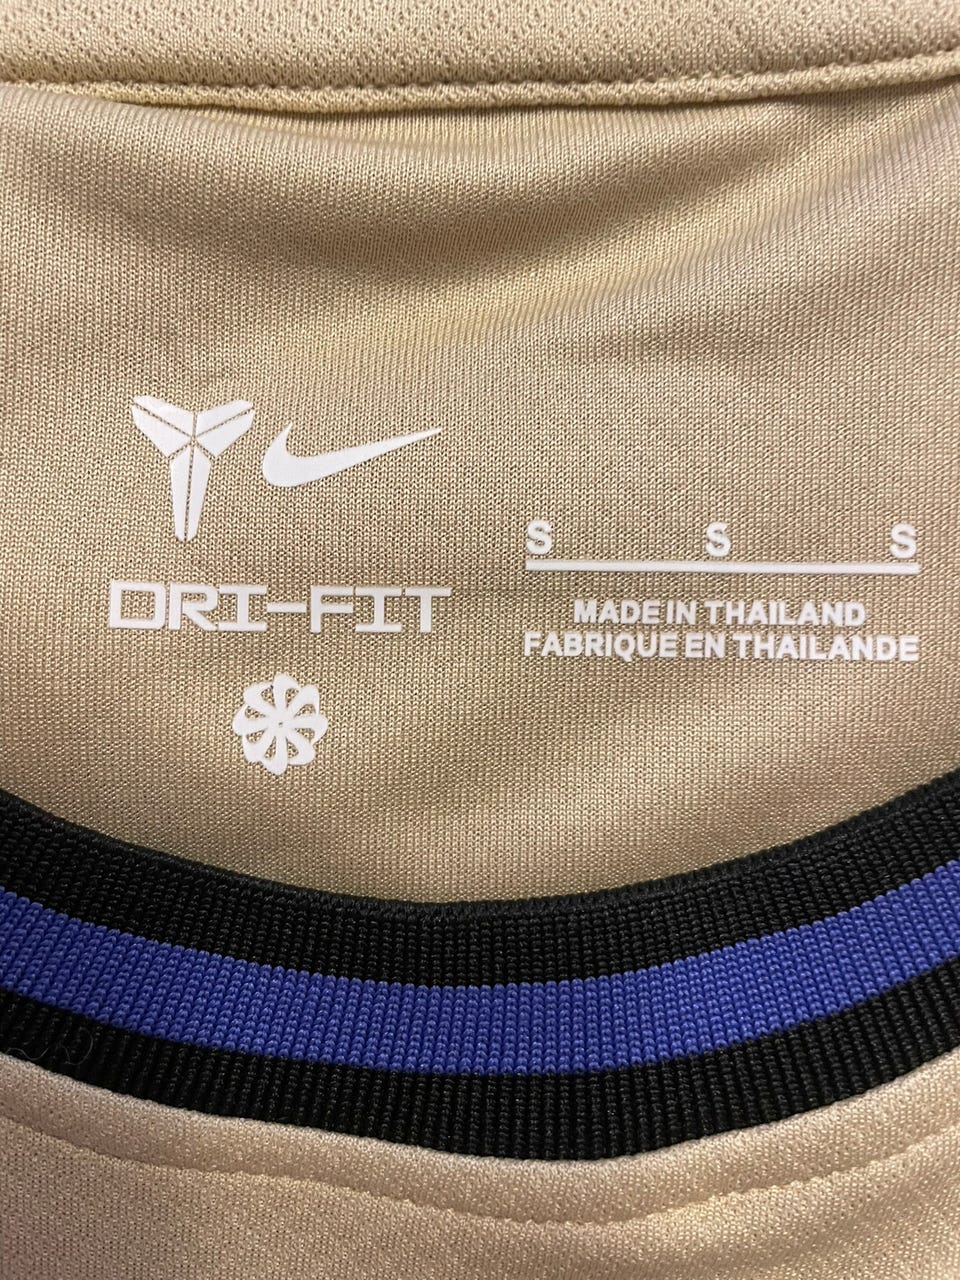 DRI-FIT
S S S
MADE IN THAILAND
FABRIQUE EN THAILANDE